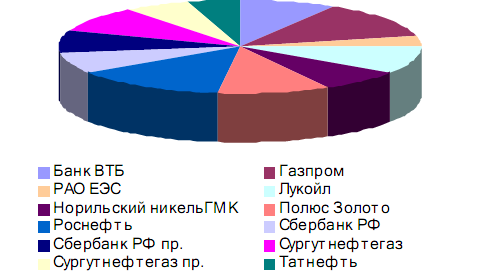 Банк ВТБ
Газпром
РАО ЕЭС
Лукойл
Норильский никельГМК
Полюс Золото
Роснефть
Сбербанк РФ
Сбербанк РФ пр.
Сургутнефтегаз
Сургутнефтегаз пр.
Татнефть